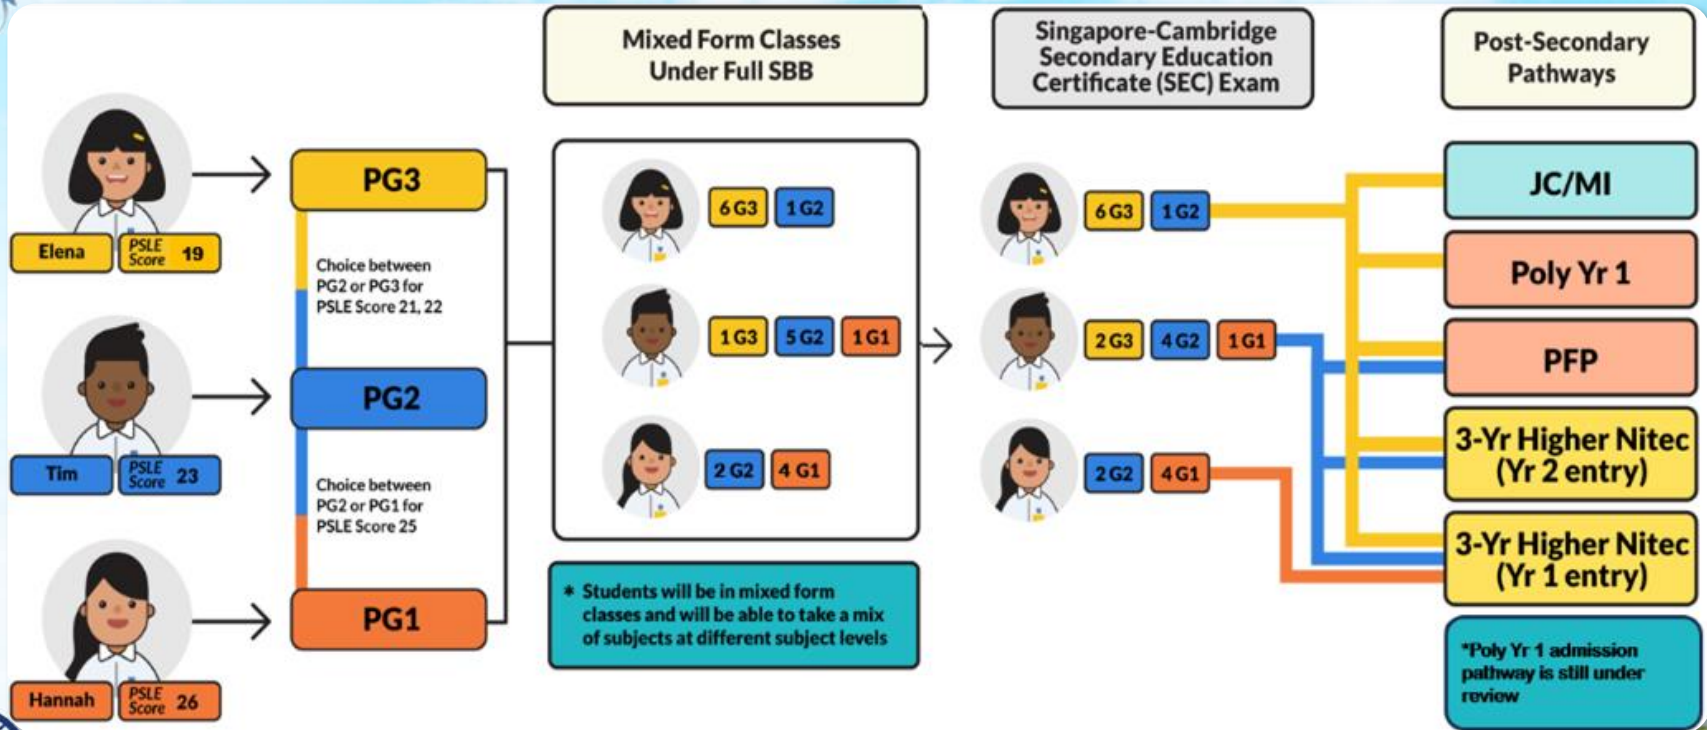 Mixed Form Classes
Under Full SBB
Singapore-Cambridge
Secondary Education
Certificate (SEC) Exam
Post-Secondary
Pathways
Elena
PSLE
Score 19
PG3
Choice between
PG2 or PG3 for
PSLE Score 21, 22
Tim
PSLE
Score 23
PG2
Choice between
PG2 or PG1 for
PSLE Score 25
Hannah
PSLE
Score 26
PG1
6 G3
1 G2
1 G3
5 G2
1 G1
2 G2
4 G1
* Students will be in mixed form
classes and will be able to take a mix
of subjects at different subject levels
6 G3
1 G2
2 G3
4 G2
1 G1
2 G2
4 G1
JC/MI
Poly Yr 1
PFP
3-Yr Higher Nitec
(Yr 2 entry)
3-Yr Higher Nitec
(Yr 1 entry)
*Poly Yr 1 admission
pathway is still under
review